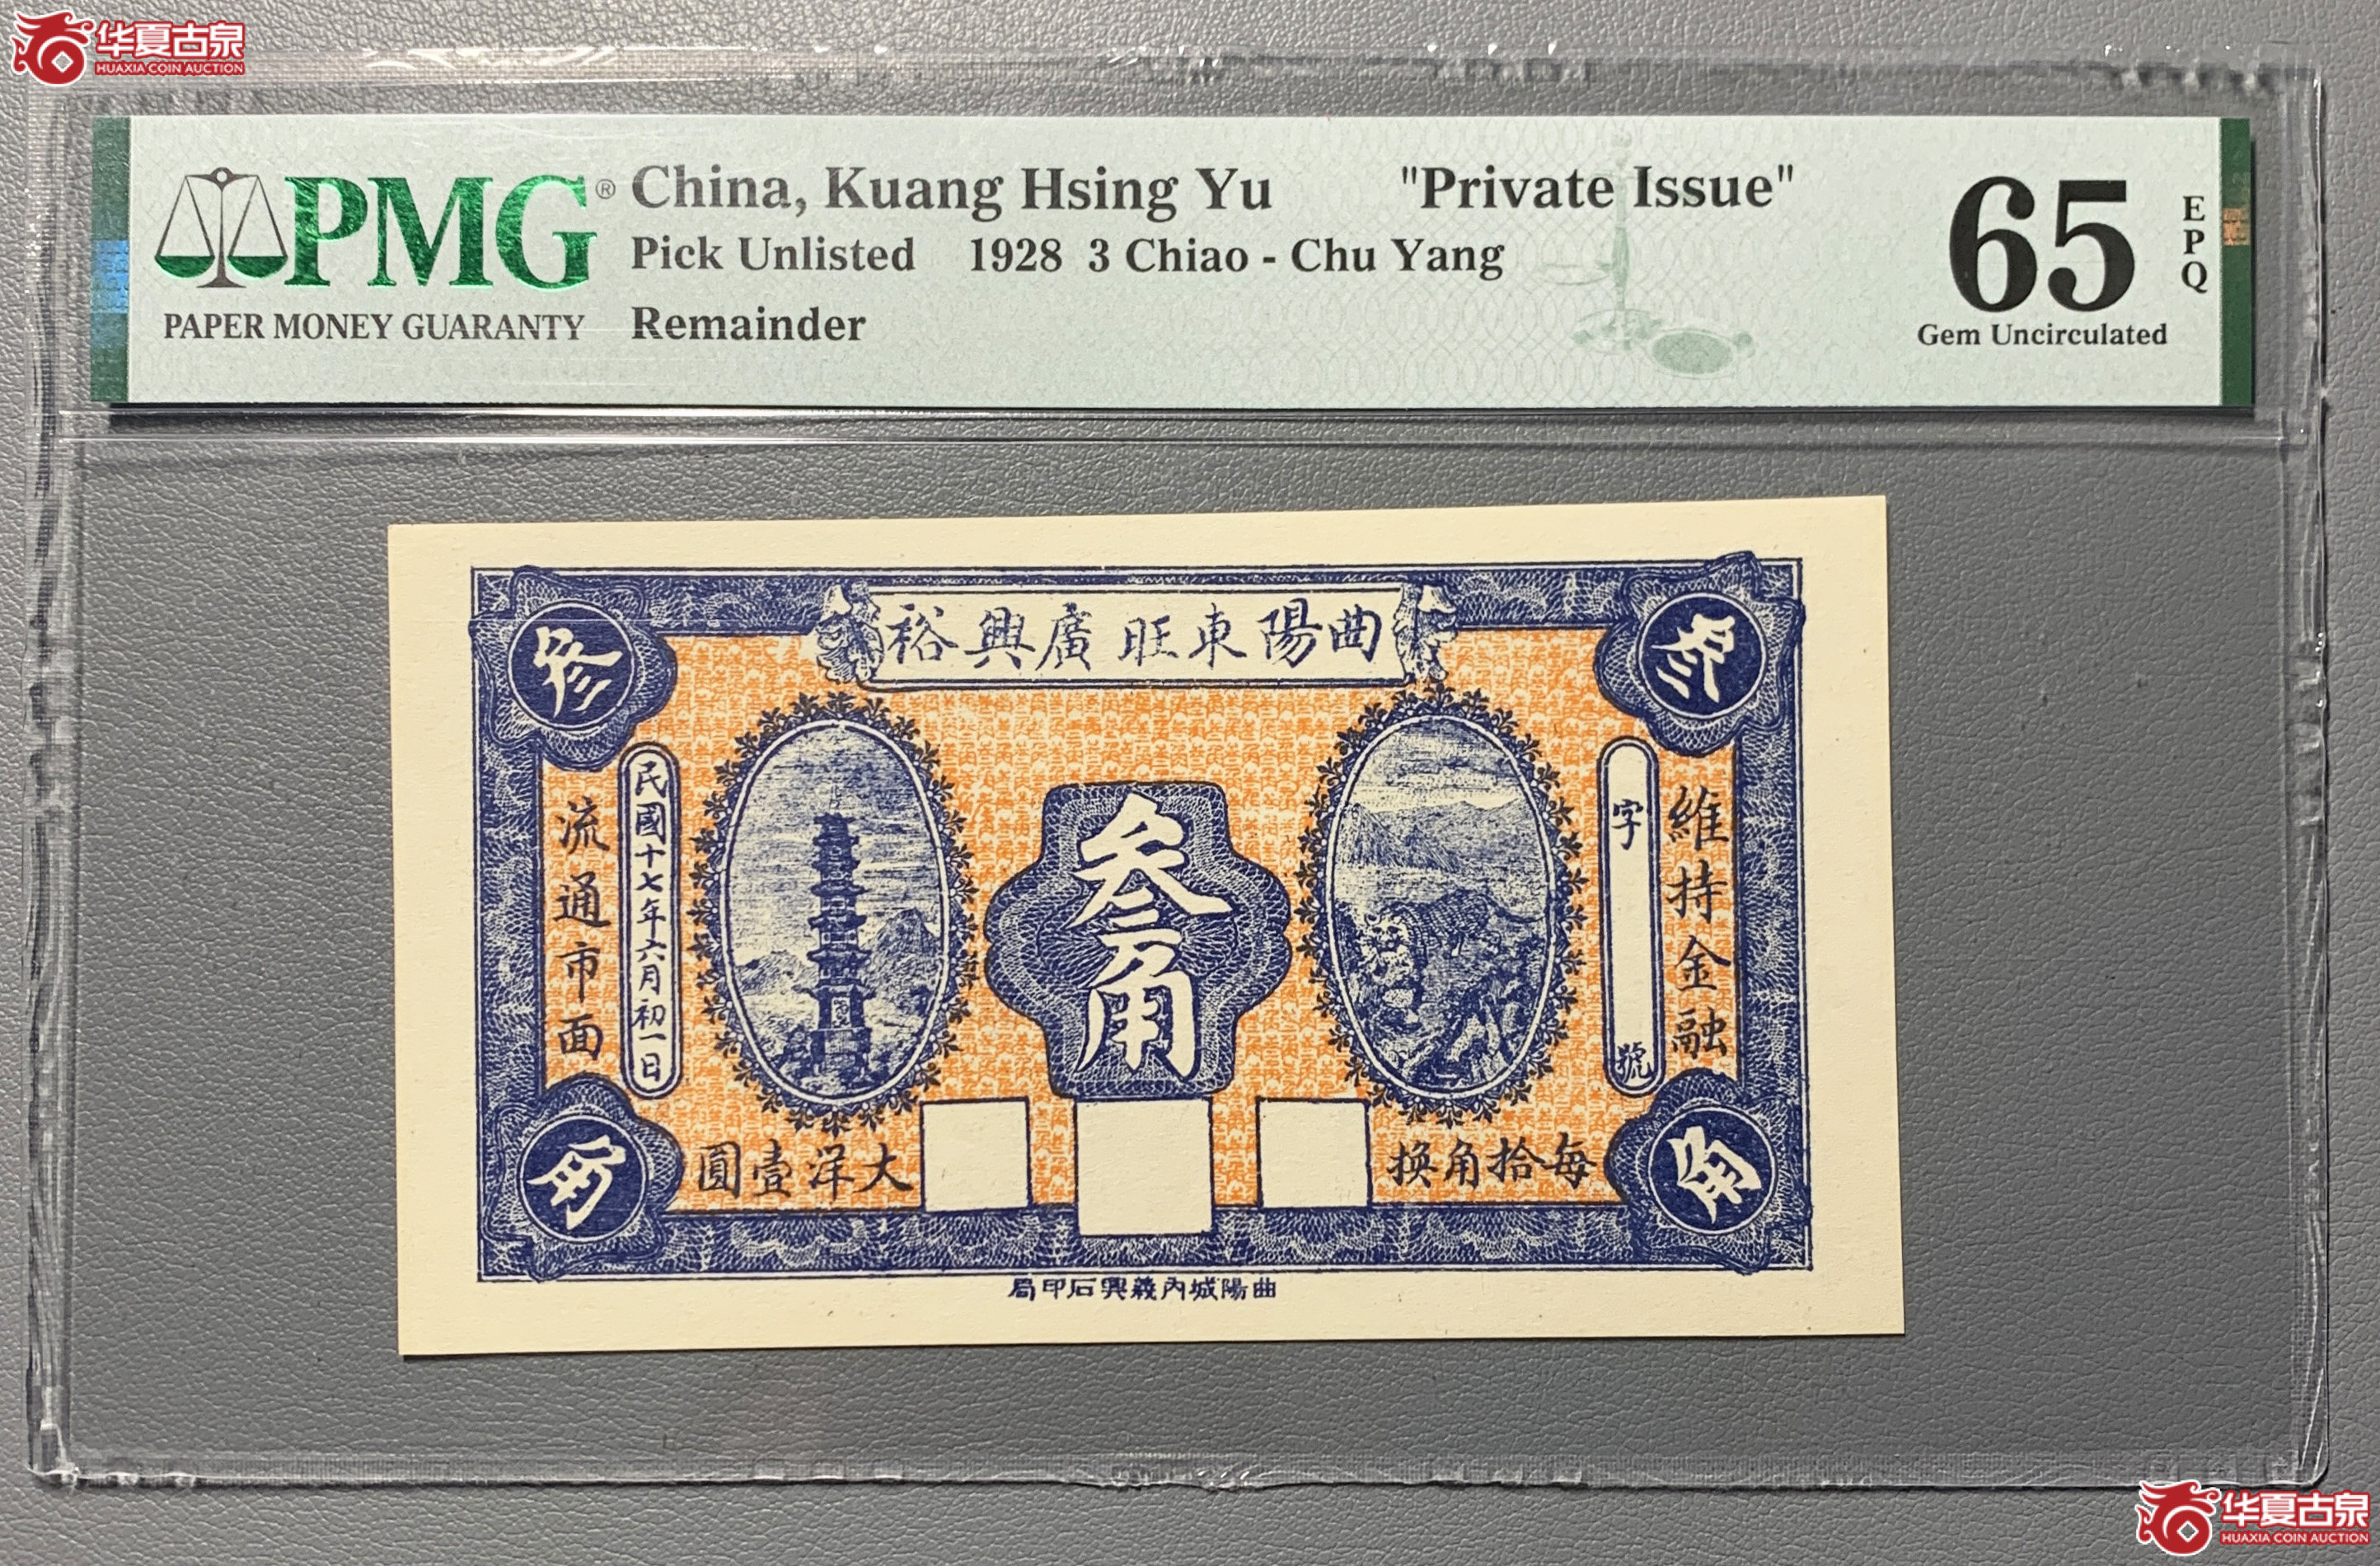 华夏古泉
HUAXIA COIN AUCTION
PMG®
PAPER MONEY GUARANTY
China, Kuang Hsing Yu "Private Issue"
Pick Unlisted 1928 3 Chiao - Chu Yang
Remainder
65
EPQ
Gem Uncirculated
曲陽東旺廣興裕
叁
叁
維持金融
字 號
叁角
民國十七年六月初一日
流通市面
角
角
每拾角換
大洋壹圓
曲陽城內義興石印局
华夏古泉
HUAXIA COIN AUCTION